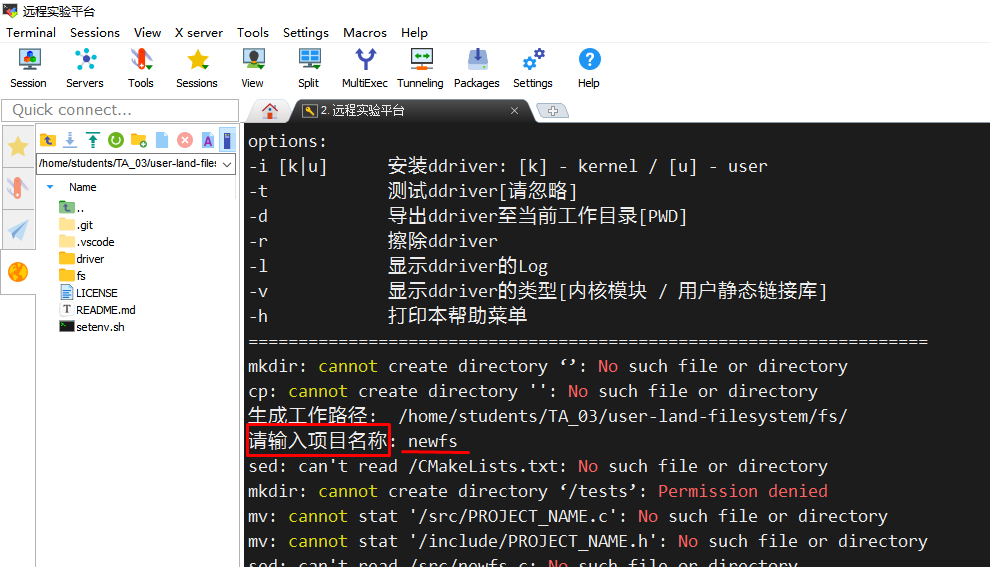 远程实验平台
Terminal Sessions View X server Tools Settings Macros Help
Session Servers Tools Sessions View Split MultiExec Tunneling Packages Settings Help
Quick connect...
2. 远程实验平台
/home/students/TA_03/user-land-files
Name
..
.git
.vscode
driver
fs
LICENSE
README.md
setenv.sh
options:
-i [k|u] 安装ddriver: [k] - kernel / [u] - user
-t 测试ddriver[请忽略]
-d 导出ddriver至当前工作目录[PWD]
-r 擦除ddriver
-l 显示ddriver的Log
-v 显示ddriver的类型[内核模块 / 用户静态链接库]
-h 打印本帮助菜单
====================================================================
mkdir: cannot create directory ‘’: No such file or directory
cp: cannot create directory '': No such file or directory
生成工作路径: /home/students/TA_03/user-land-filesystem/fs/
请输入项目名称: newfs
sed: can't read /CMakeLists.txt: No such file or directory
mkdir: cannot create directory ‘/tests’: Permission denied
mv: cannot stat '/src/PROJECT_NAME.c': No such file or directory
mv: cannot stat '/include/PROJECT_NAME.h': No such file or directory
sed: can't read /src/newfs.c: No such file or directory